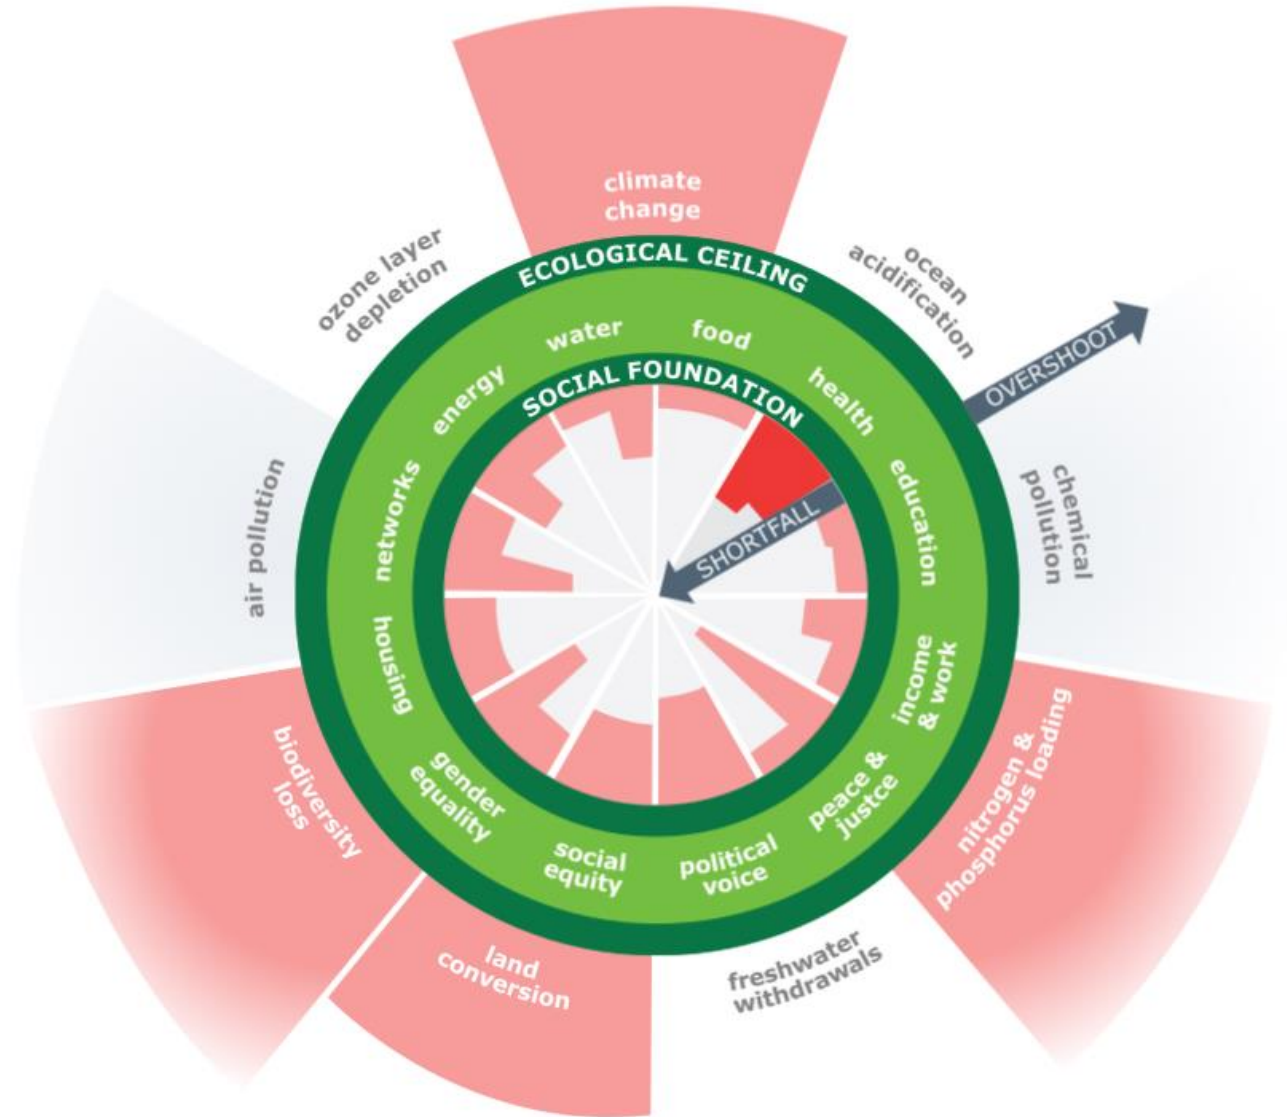 climate
change
ECOLOGICAL CEILING
ozone layer
depletion
ocean
acidification
OVERSHOOT
water
food
energy
health
SOCIAL FOUNDATION
networks
education
SHORTFALL
air pollution
chemical
pollution
housing
income
& work
gender
equality
peace &
justce
social
equity
political
voice
biodiversity
loss
nitrogen &
phosphorus loading
land
conversion
freshwater
withdrawals